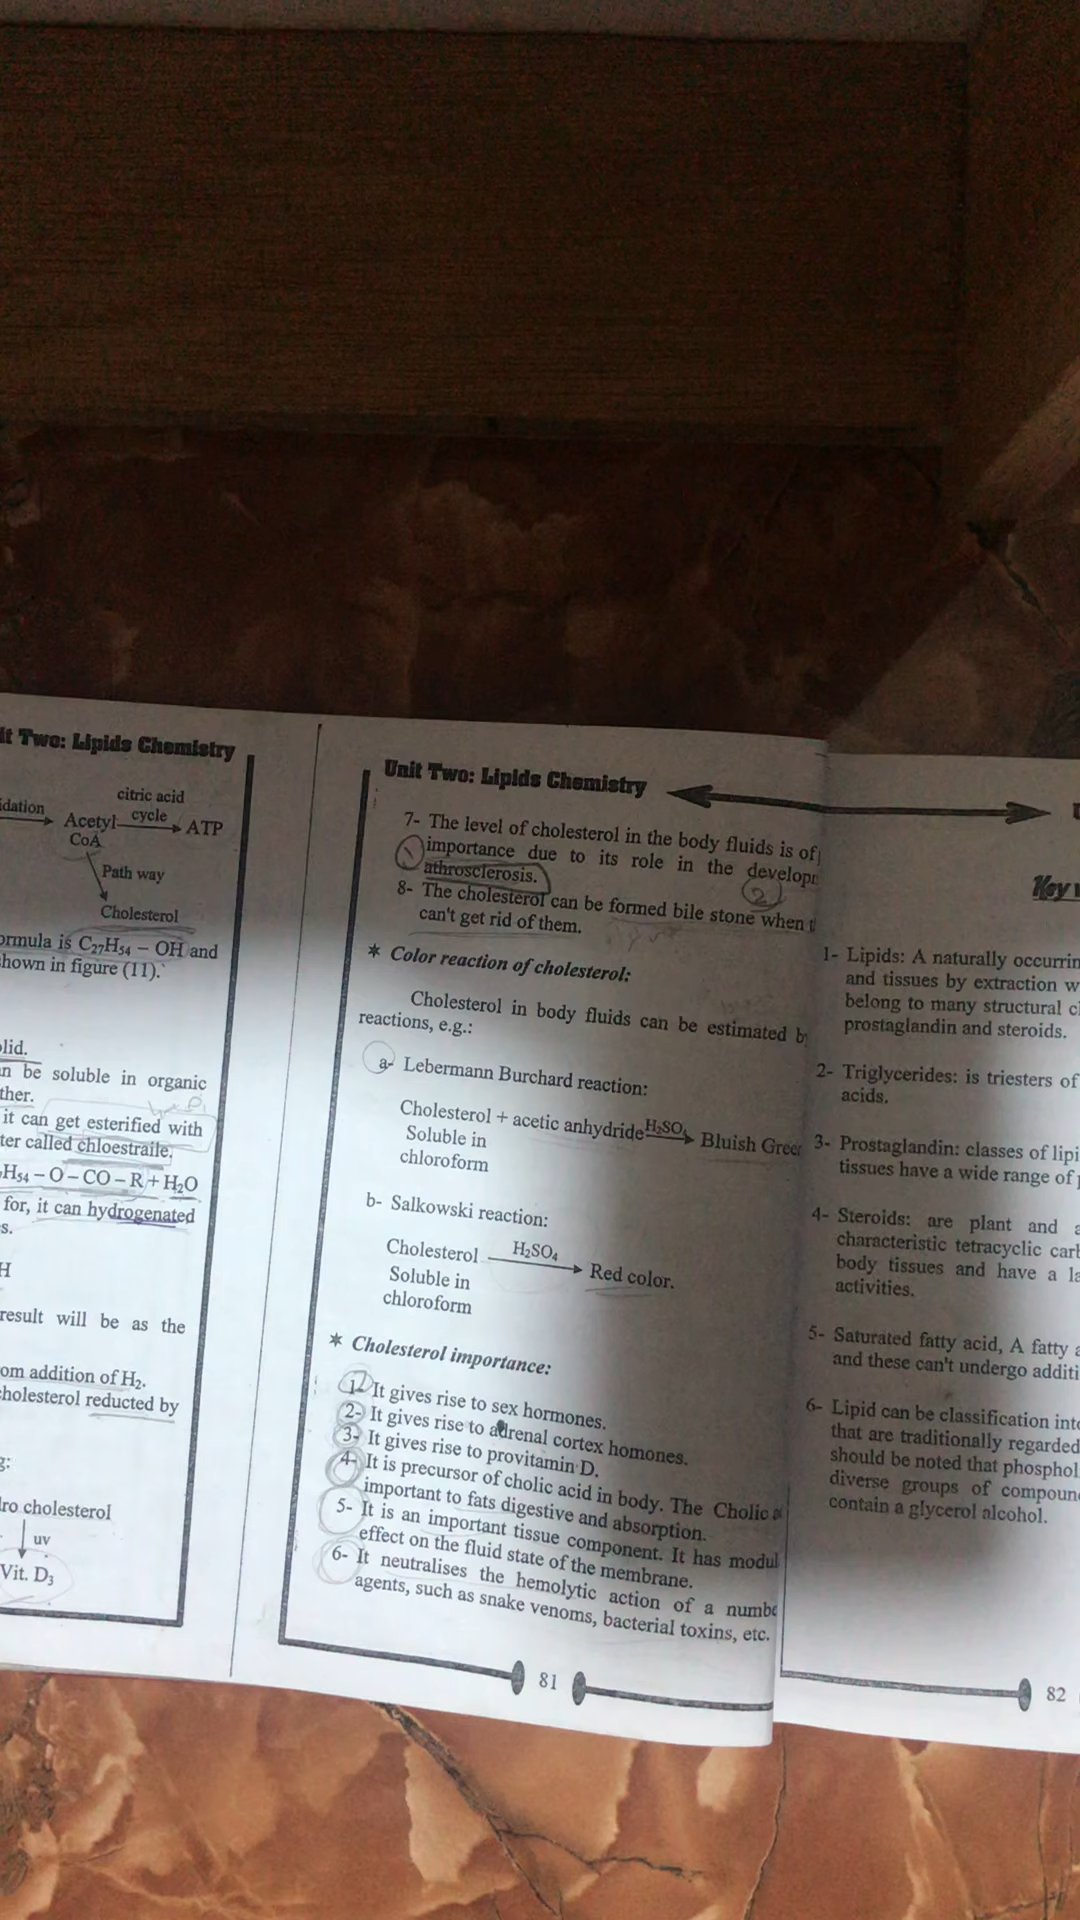 it Two: Lipids Chemistry
idation
Acetyl
CoA
citric acid
cycle
ATP
Path way
Cholesterol
ormula is C₂₇H₅₄ – OH and
hown in figure (11).
olid.
n be soluble in organic
ther.
it can get esterified with
ter called chloestraile.
H₅₄ – O – CO – R + H₂O
for, it can hydrogenated
s.
H
result will be as the
om addition of H₂.
cholesterol reducted by
g:
dro cholesterol
uv
Vit. D₃
Unit Two: Lipids Chemistry
7- The level of cholesterol in the body fluids is of
importance due to its role in the develop
athrosclerosis.
2
8- The cholesterol can be formed bile stone when t
can't get rid of them.
* Color reaction of cholesterol:
Cholesterol in body fluids can be estimated b
reactions, e.g.:
a- Lebermann Burchard reaction:
Cholesterol + acetic anhydride H₂SO₄ Bluish Green
Soluble in
chloroform
b- Salkowski reaction:
Cholesterol H₂SO₄ Red color.
Soluble in
chloroform
* Cholesterol importance:
1- It gives rise to sex hormones.
2- It gives rise to adrenal cortex homones.
3- It gives rise to provitamin D.
4- It is precursor of cholic acid in body. The Cholic a
important to fats digestive and absorption.
5- It is an important tissue component. It has modul
effect on the fluid state of the membrane.
6- It neutralises the hemolytic action of a numbe
agents, such as snake venoms, bacterial toxins, etc.
81
Key
1- Lipids: A naturally occurrin
and tissues by extraction w
belong to many structural cl
prostaglandin and steroids.
2- Triglycerides: is triesters of
acids.
3- Prostaglandin: classes of lipi
tissues have a wide range of
4- Steroids: are plant and a
characteristic tetracyclic carb
body tissues and have a la
activities.
5- Saturated fatty acid, A fatty a
and these can't undergo additi
6- Lipid can be classification into
that are traditionally regarded
should be noted that phosphol
diverse groups of compoun
contain a glycerol alcohol.
82